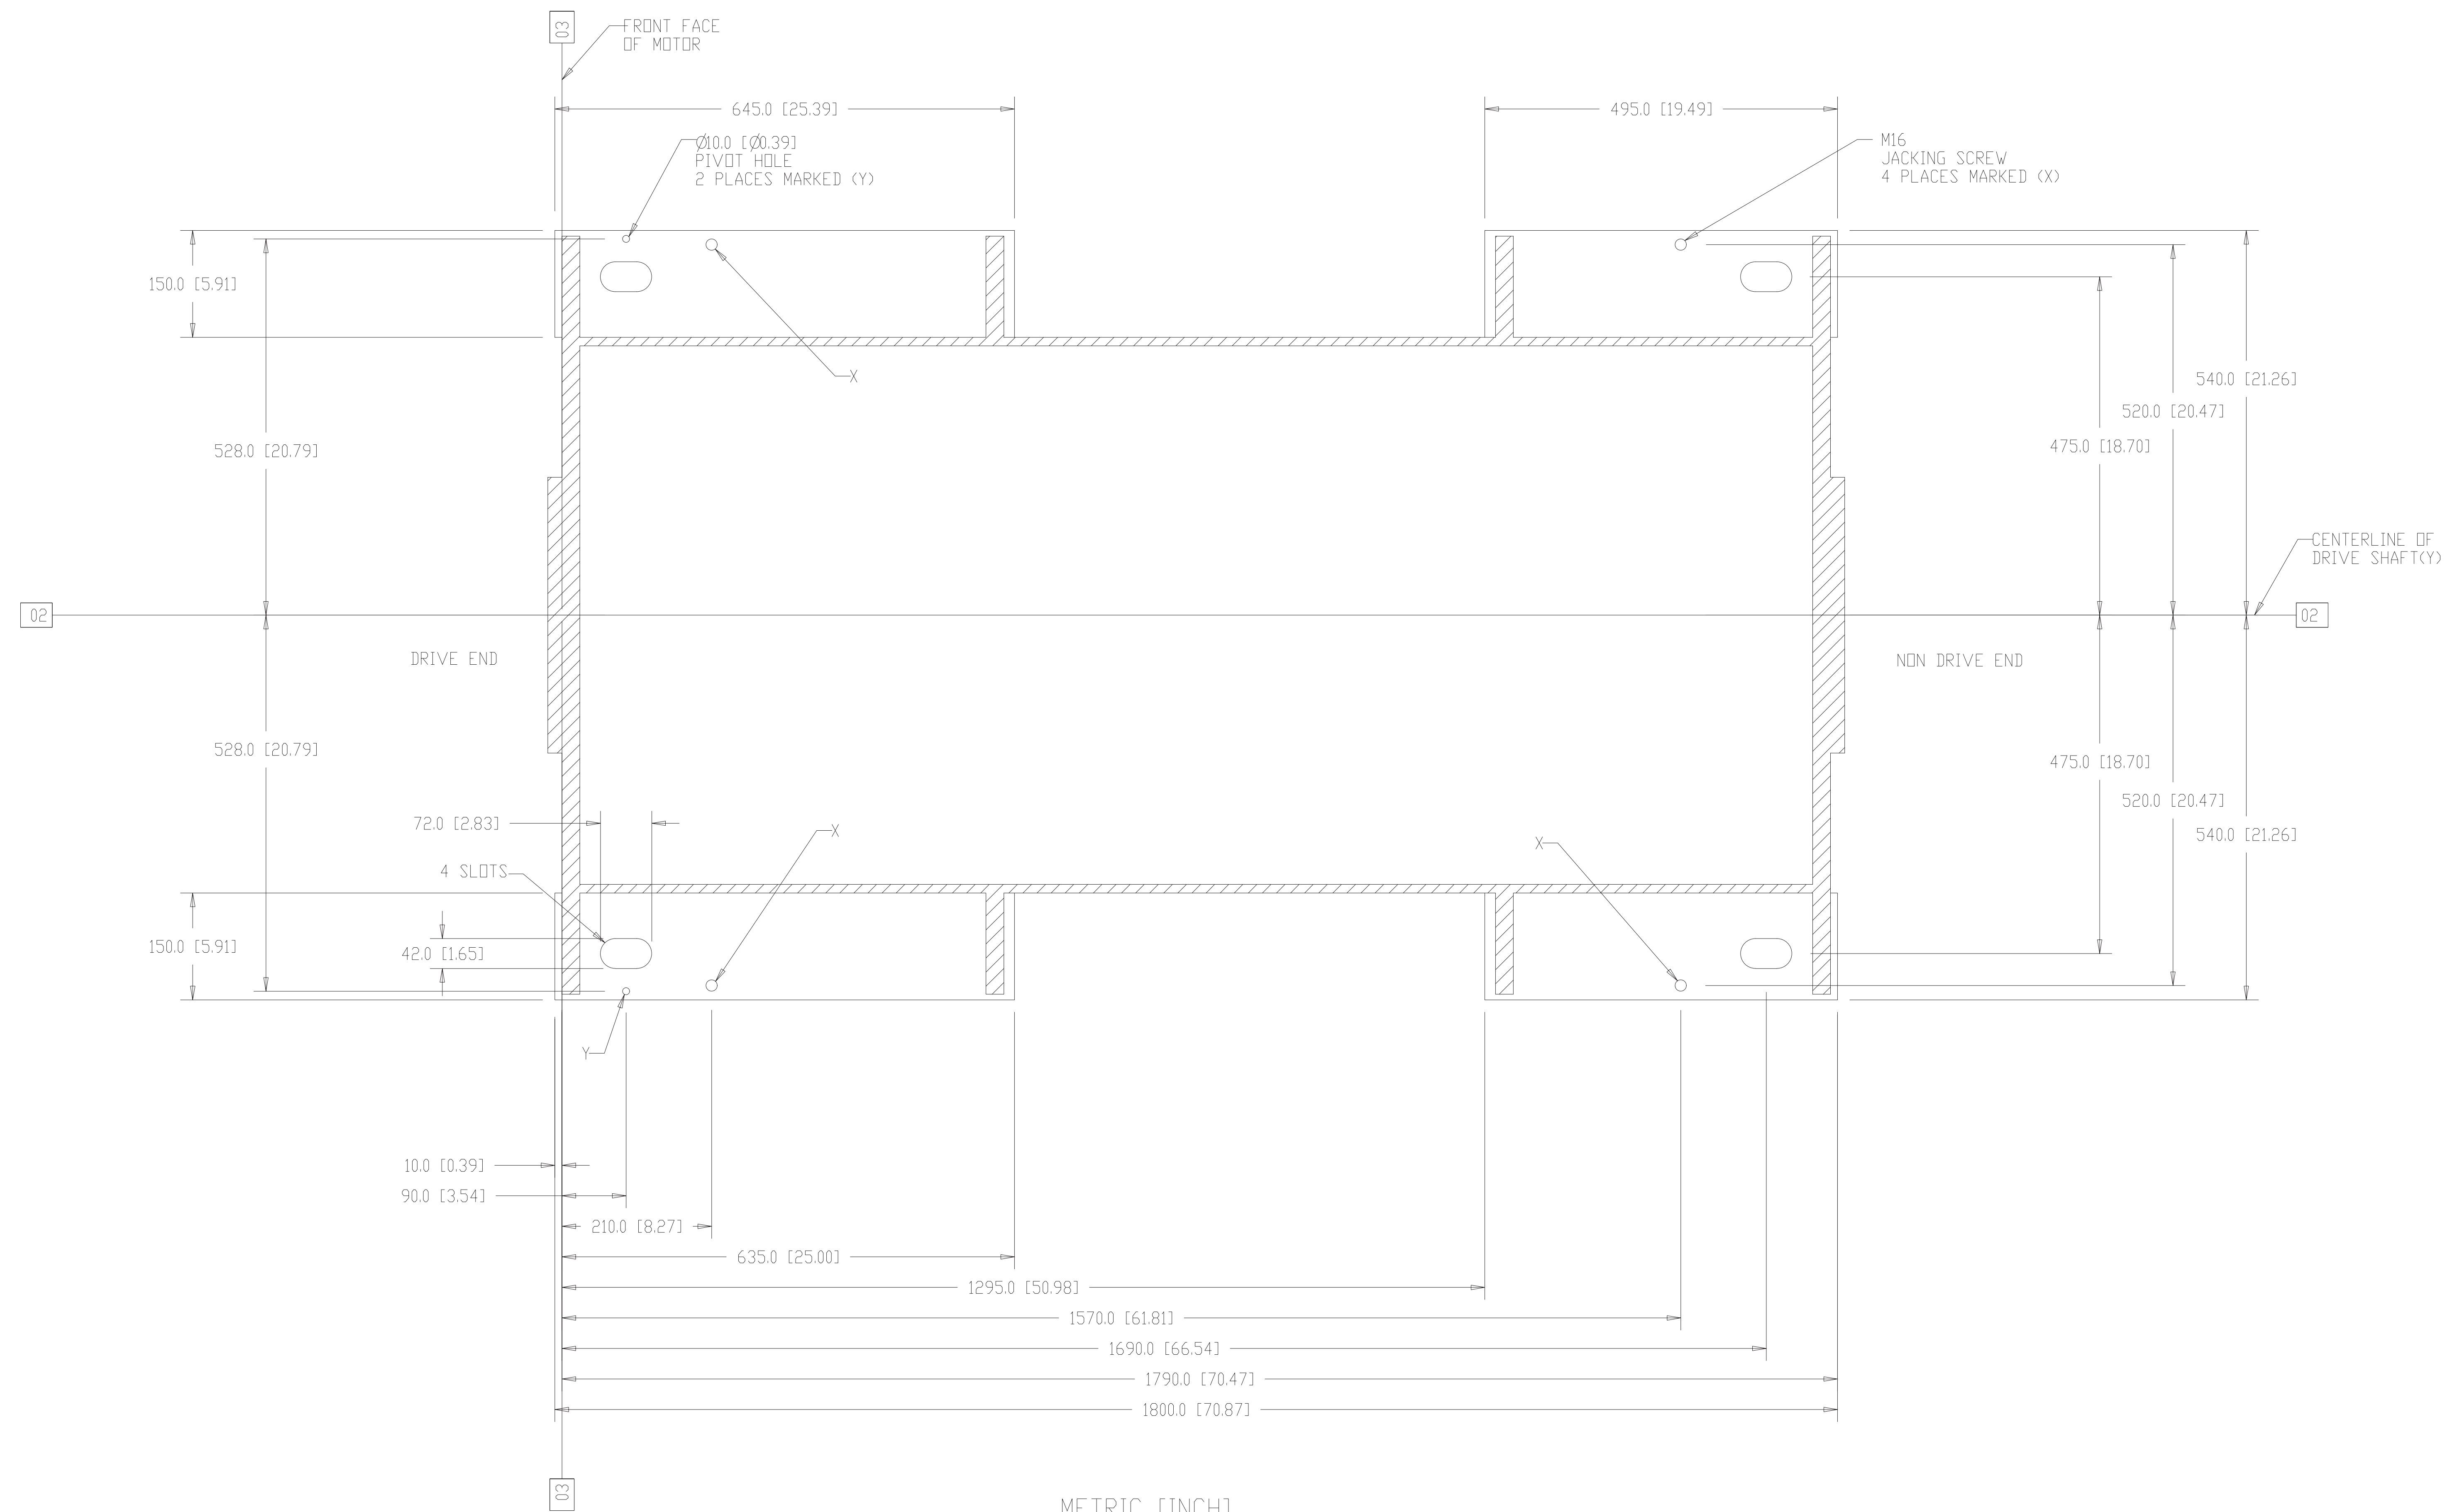 03
FRONT FACE
OF MOTOR
645.0 [25.39]
495.0 [19.49]
Ø10.0 [Ø0.39]
PIVOT HOLE
2 PLACES MARKED (Y)
M16
JACKING SCREW
4 PLACES MARKED (X)
150.0 [5.91]
X
540.0 [21.26]
520.0 [20.47]
475.0 [18.70]
528.0 [20.79]
CENTERLINE OF
DRIVE SHAFT(Y)
02
02
DRIVE END
NON DRIVE END
528.0 [20.79]
475.0 [18.70]
520.0 [20.47]
540.0 [21.26]
72.0 [2.83]
X
X
4 SLOTS
150.0 [5.91]
42.0 [1.65]
Y
10.0 [0.39]
90.0 [3.54]
210.0 [8.27]
635.0 [25.00]
1295.0 [50.98]
1570.0 [61.81]
1690.0 [66.54]
1790.0 [70.47]
1800.0 [70.87]
03
METRIC [INCH]